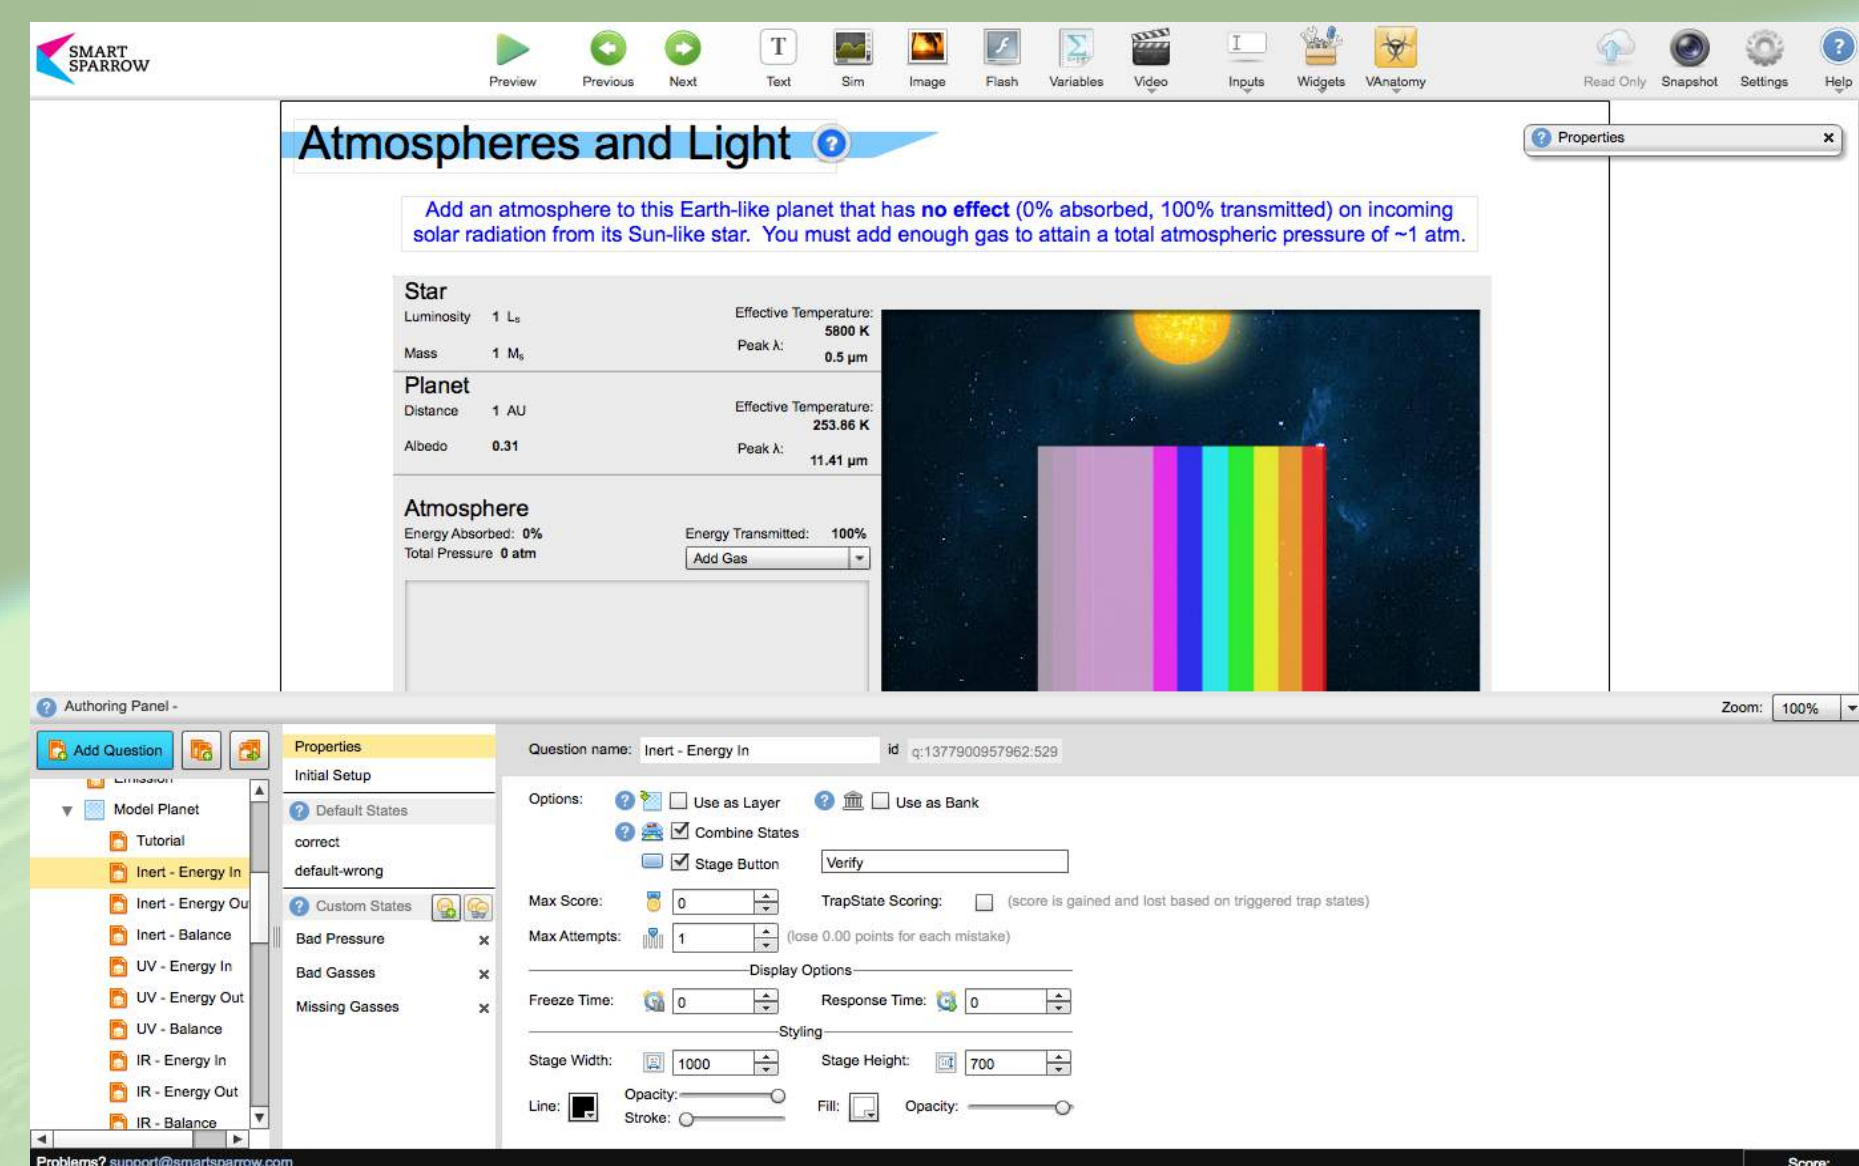 SMART
SPARROW
Preview
Previous
Next
T
Text
Sim
Image
f
Flash
Σ
Variables
Video
I
Inputs
Widgets
VAnatomy
Read Only
Snapshot
Settings
?
Help
Atmospheres and Light ?
? Properties ×
Add an atmosphere to this Earth-like planet that has no effect (0% absorbed, 100% transmitted) on incoming
solar radiation from its Sun-like star. You must add enough gas to attain a total atmospheric pressure of ~1 atm.
Star
Luminosity 1 Ls
Effective Temperature:
5800 K
Mass 1 Ms
Peak λ:
0.5 µm
Planet
Distance 1 AU
Effective Temperature:
253.86 K
Albedo 0.31
Peak λ:
11.41 µm
Atmosphere
Energy Absorbed: 0%
Energy Transmitted: 100%
Total Pressure 0 atm
Add Gas
? Authoring Panel -
Zoom: 100%
Add Question
Emission
Model Planet
Tutorial
Inert - Energy In
Inert - Energy Ou
Inert - Balance
UV - Energy In
UV - Energy Out
UV - Balance
IR - Energy In
IR - Energy Out
IR - Balance
Properties
Initial Setup
? Default States
correct
default-wrong
? Custom States
Bad Pressure ×
Bad Gasses ×
Missing Gasses ×
Question name: Inert - Energy In id q:1377900957962:529
Options: ? Use as Layer ? Use as Bank
? Combine States
Stage Button Verify
Max Score: 0 TrapState Scoring: (score is gained and lost based on triggered trap states)
Max Attempts: 1 (lose 0.00 points for each mistake)
Display Options
Freeze Time: 0 Response Time: 0
Styling
Stage Width: 1000 Stage Height: 700
Line: Opacity: Fill: Opacity:
Stroke:
Problems? support@smartsparrow.com
Score: